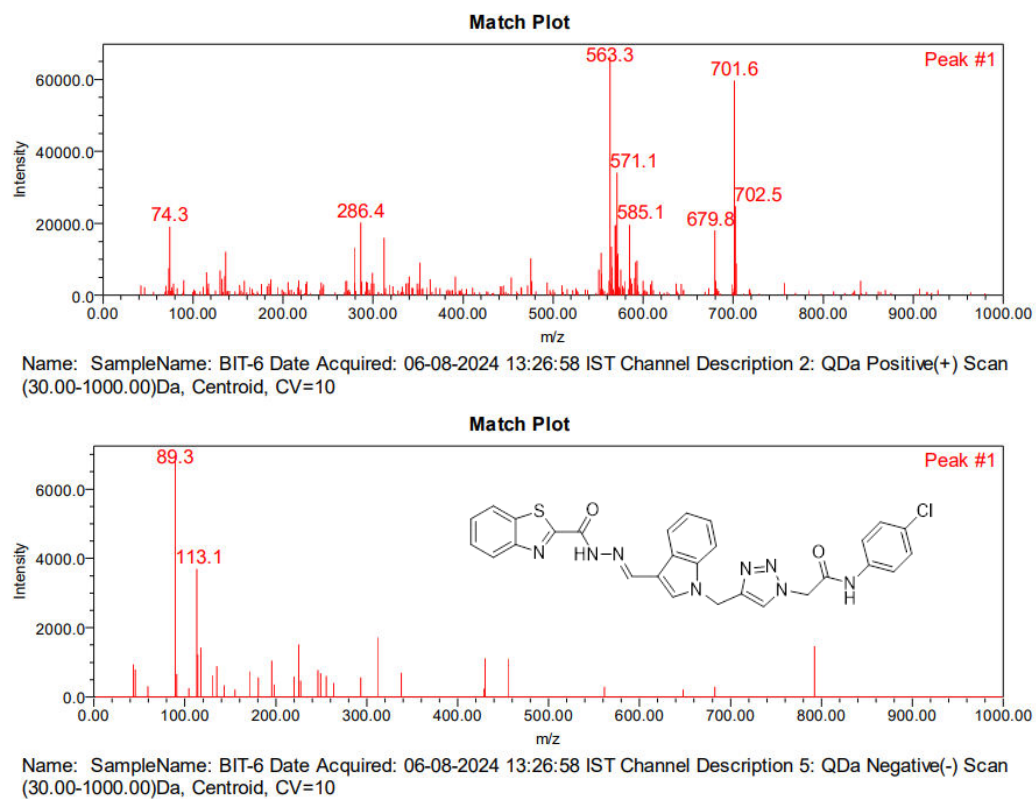 Match Plot
Peak #1
563.3
701.6
571.1
702.5
585.1
679.8
74.3
286.4
60000.0
40000.0
20000.0
0.0
Intensity
0.00 100.00 200.00 300.00 400.00 500.00 600.00 700.00 800.00 900.00 1000.00
m/z
Name: SampleName: BIT-6 Date Acquired: 06-08-2024 13:26:58 IST Channel Description 2: QDa Positive(+) Scan
(30.00-1000.00)Da, Centroid, CV=10
Match Plot
Peak #1
89.3
113.1
6000.0
4000.0
2000.0
0.0
Intensity
S
O
N
HN
N
N
N
N
N
O
N
H
Cl
0.00 100.00 200.00 300.00 400.00 500.00 600.00 700.00 800.00 900.00 1000.00
m/z
Name: SampleName: BIT-6 Date Acquired: 06-08-2024 13:26:58 IST Channel Description 5: QDa Negative(-) Scan
(30.00-1000.00)Da, Centroid, CV=10